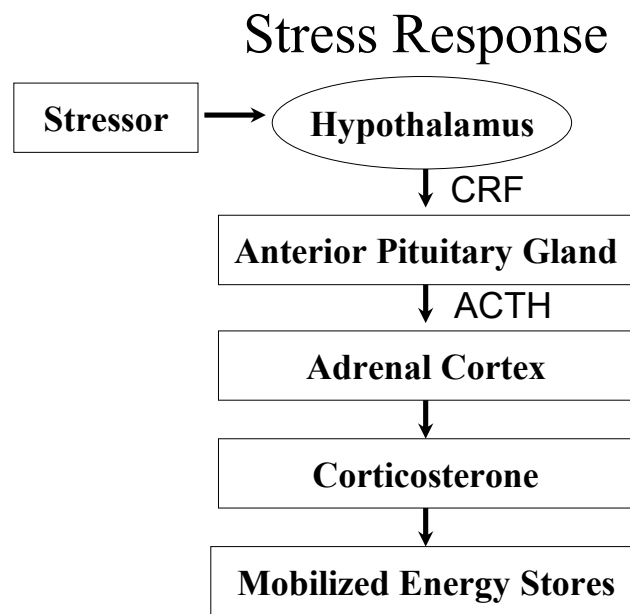 Stress Response
Stressor
Hypothalamus
CRF
Anterior Pituitary Gland
ACTH
Adrenal Cortex
Corticosterone
Mobilized Energy Stores